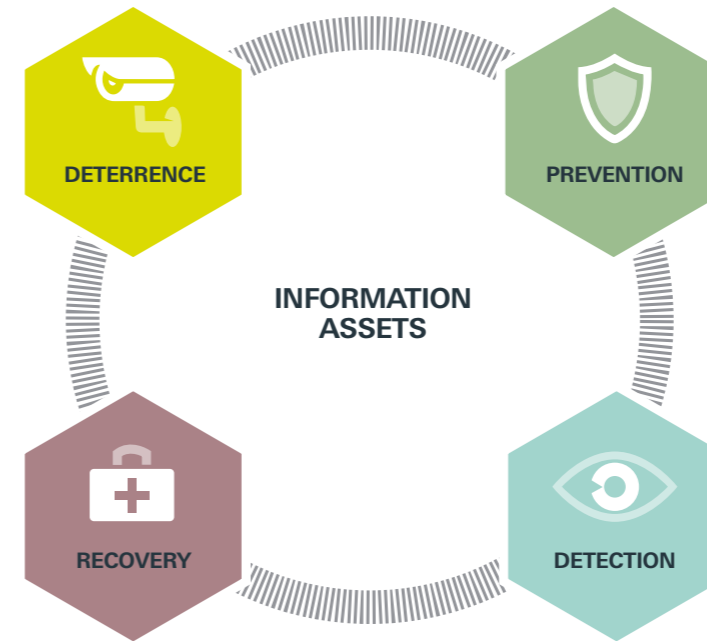 DETERRENCE
PREVENTION
INFORMATION
ASSETS
RECOVERY
DETECTION